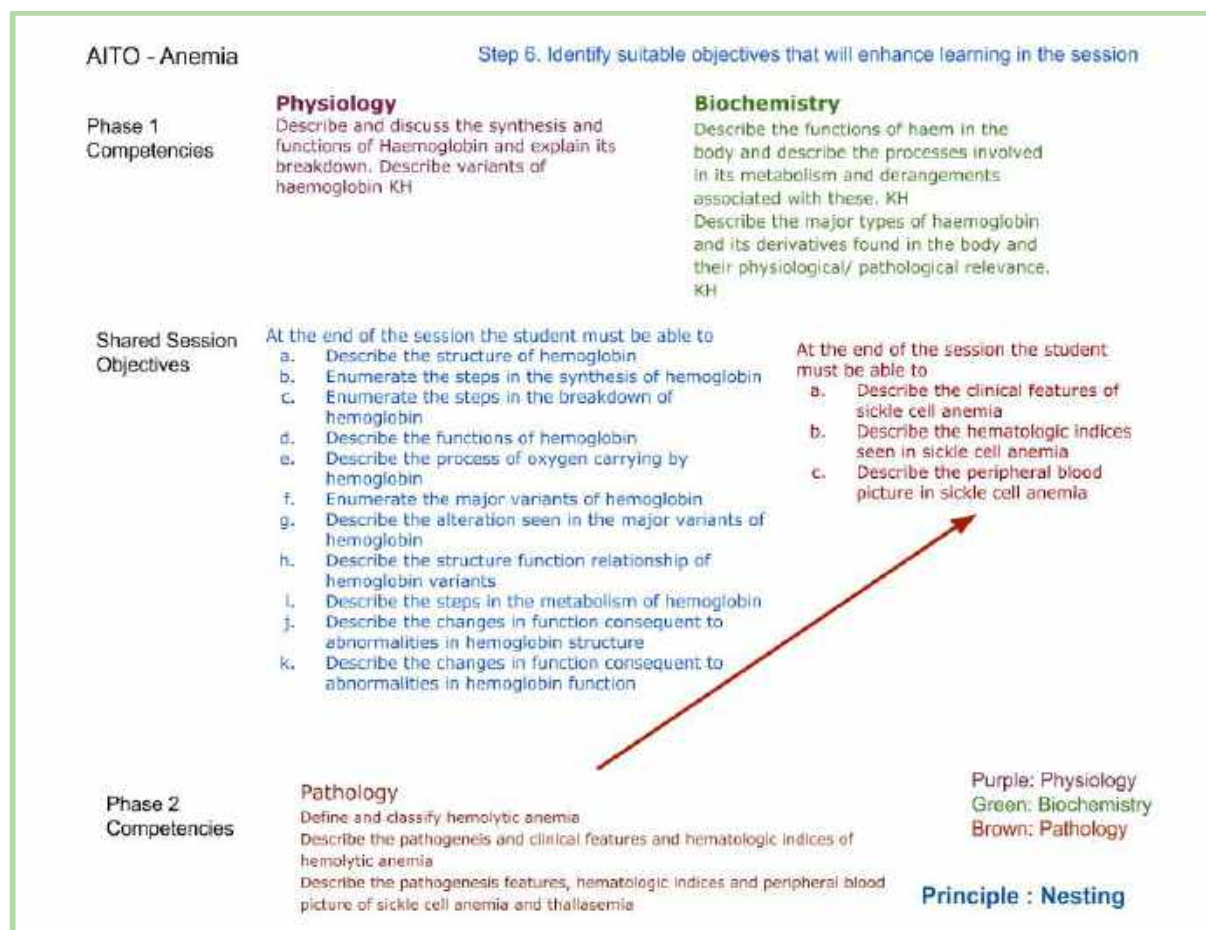 AITO - Anemia
Step 6. Identify suitable objectives that will enhance learning in the session
Phase 1
Competencies
Physiology
Describe and discuss the synthesis and
functions of Haemoglobin and explain its
breakdown. Describe variants of
haemoglobin KH
Biochemistry
Describe the functions of haem in the
body and describe the processes involved
in its metabolism and derangements
associated with these. KH
Describe the major types of haemoglobin
and its derivatives found in the body and
their physiological/ pathological relevance.
KH
Shared Session
Objectives
At the end of the session the student must be able to
a. Describe the structure of hemoglobin
b. Enumerate the steps in the synthesis of hemoglobin
c. Enumerate the steps in the breakdown of
hemoglobin
d. Describe the functions of hemoglobin
e. Describe the process of oxygen carrying by
hemoglobin
f. Enumerate the major variants of hemoglobin
g. Describe the alteration seen in the major variants of
hemoglobin
h. Describe the structure function relationship of
hemoglobin variants
i. Describe the steps in the metabolism of hemoglobin
j. Describe the changes in function consequent to
abnormalities in hemoglobin structure
k. Describe the changes in function consequent to
abnormalities in hemoglobin function
At the end of the session the student
must be able to
a. Describe the clinical features of
sickle cell anemia
b. Describe the hematologic indices
seen in sickle cell anemia
c. Describe the peripheral blood
picture in sickle cell anemia
Phase 2
Competencies
Pathology
Define and classify hemolytic anemia
Describe the pathogeneis and clinical features and hematologic indices of
hemolytic anemia
Describe the pathogenesis features, hematologic indices and peripheral blood
picture of sickle cell anemia and thallasemia
Purple: Physiology
Green: Biochemistry
Brown: Pathology
Principle : Nesting